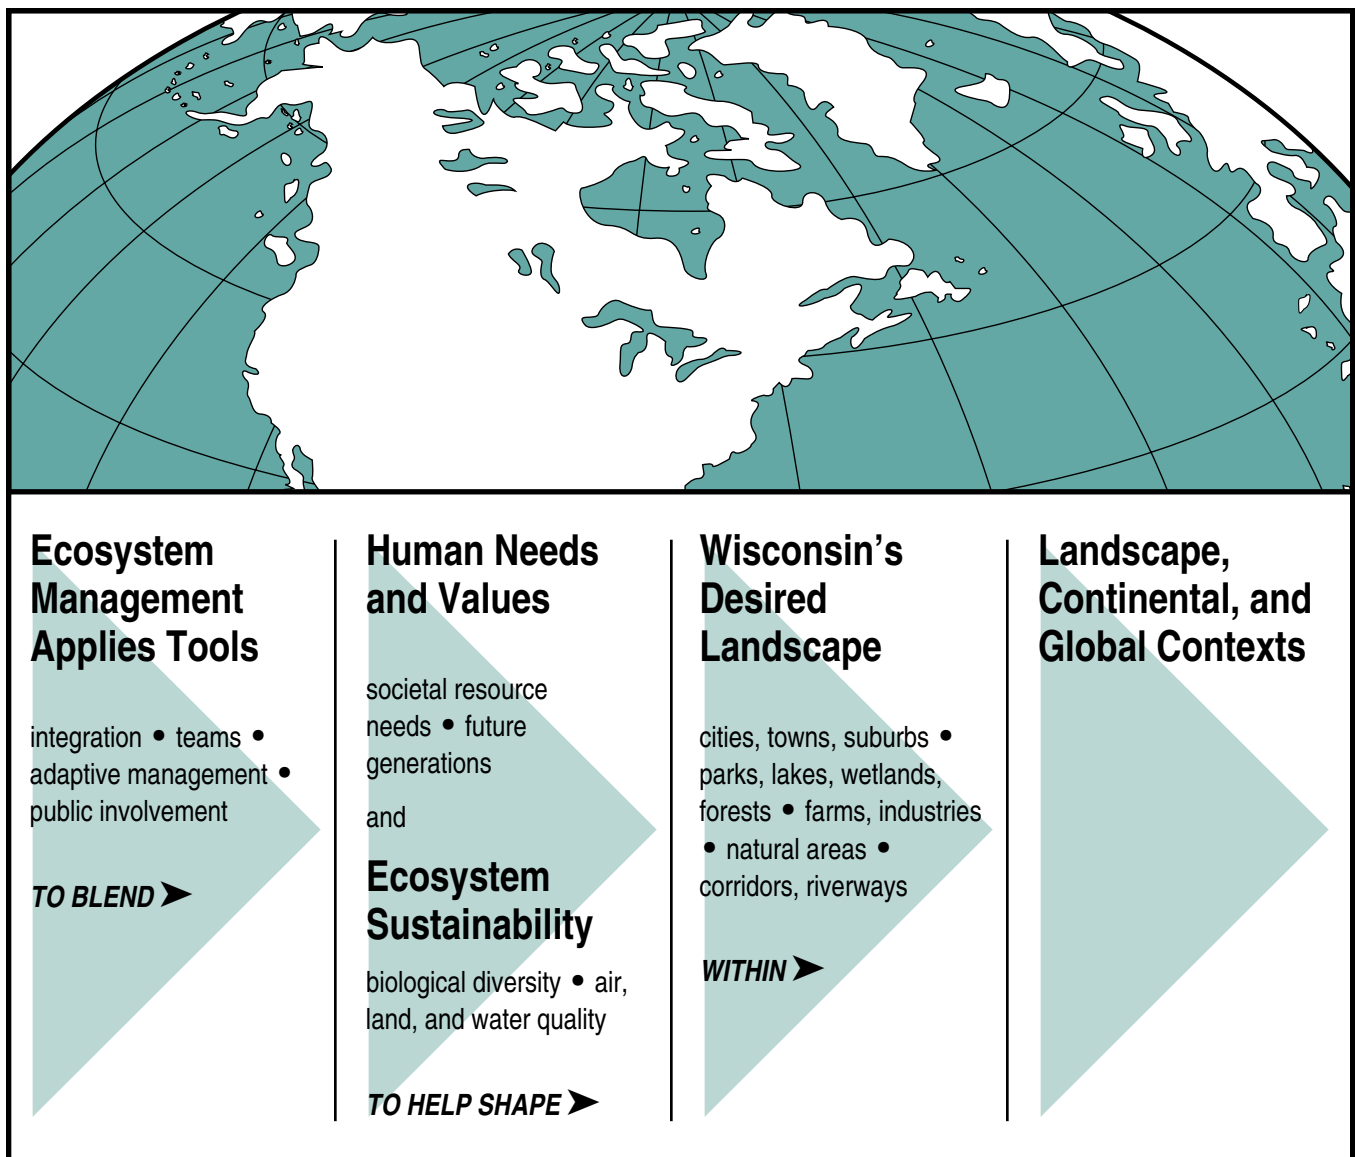 Ecosystem
Management
Applies Tools
integration • teams •
adaptive management •
public involvement
TO BLEND ➤
Human Needs
and Values
societal resource
needs • future
generations
and
Ecosystem
Sustainability
biological diversity • air,
land, and water quality
TO HELP SHAPE ➤
Wisconsin’s
Desired
Landscape
cities, towns, suburbs •
parks, lakes, wetlands,
forests • farms, industries
• natural areas •
corridors, riverways
WITHIN ➤
Landscape,
Continental, and
Global Contexts